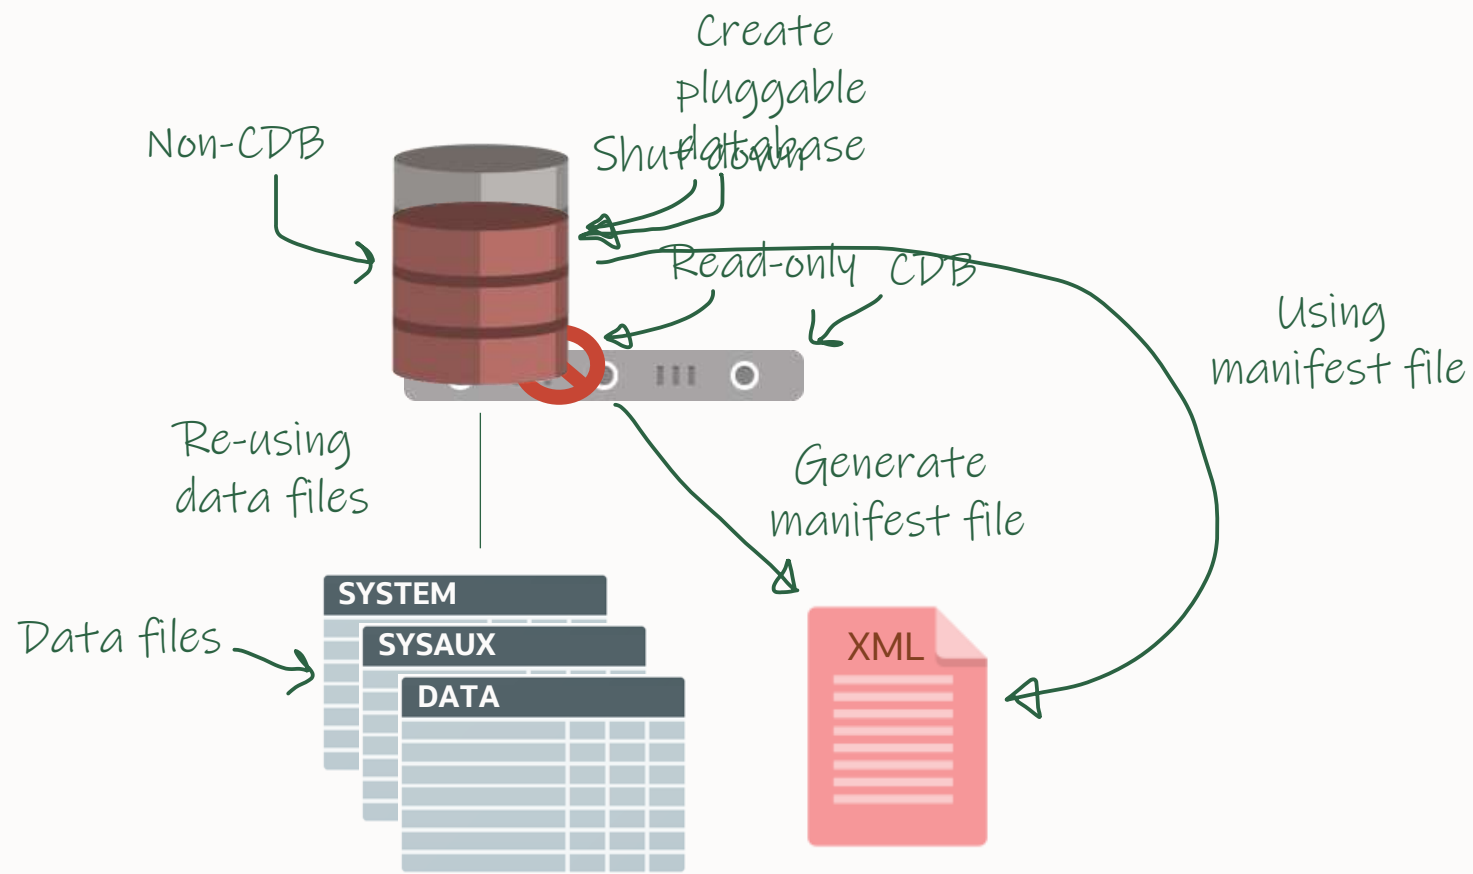 Create
pluggable
database
Non-CDB
Shut down
Read-only
CDB
Using
manifest file
Re-using
data files
Generate
manifest file
SYSTEM
Data files
SYSAUX
XML
DATA